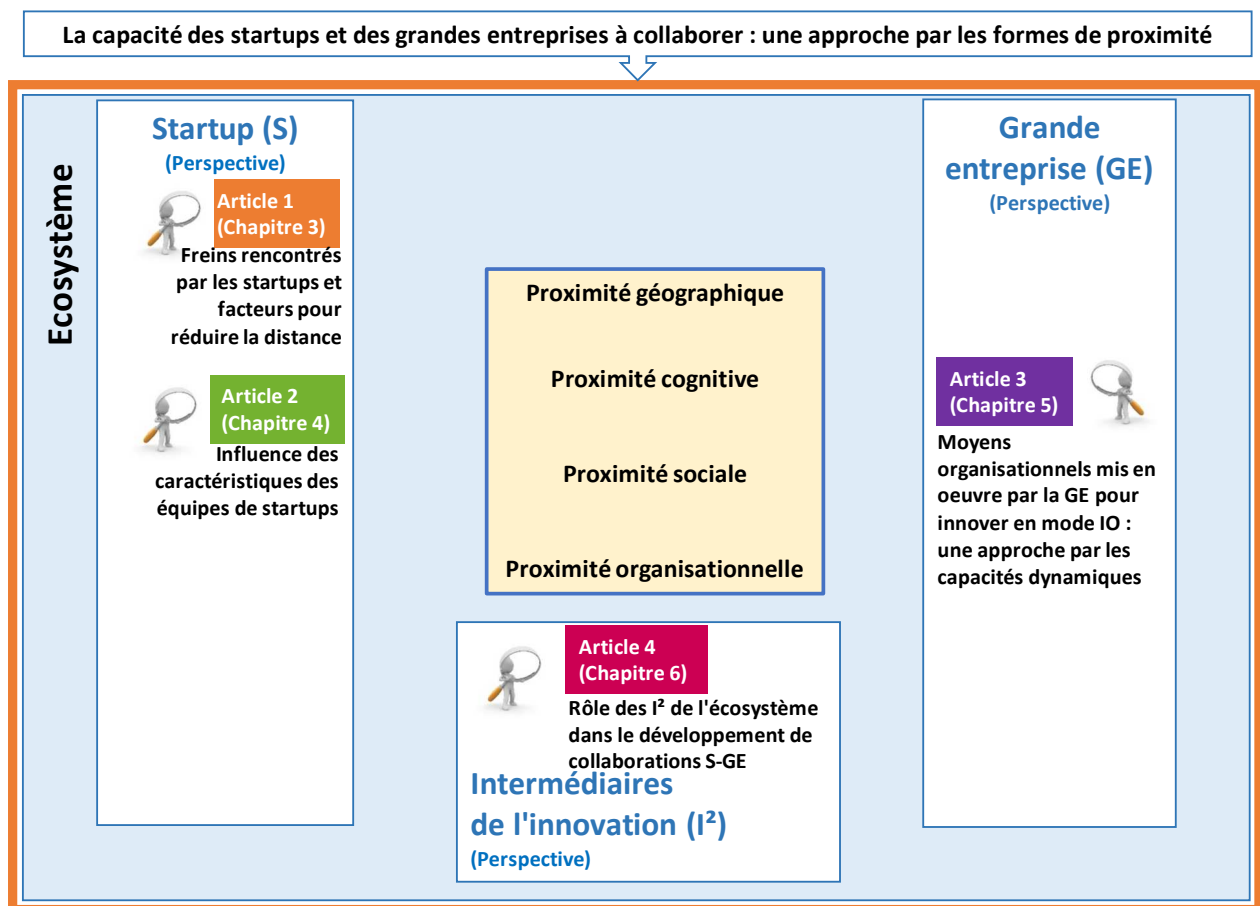 La capacité des startups et des grandes entreprises à collaborer : une approche par les formes de proximité
Ecosystème
Startup (S)
(Perspective)
Article 1
(Chapitre 3)
Freins rencontrés
par les startups et
facteurs pour
réduire la distance
Article 2
(Chapitre 4)
Influence des
caractéristiques des
équipes de startups
Proximité géographique
Proximité cognitive
Proximité sociale
Proximité organisationnelle
Grande
entreprise (GE)
(Perspective)
Article 3
(Chapitre 5)
Moyens
organisationnels mis en
oeuvre par la GE pour
innover en mode IO :
une approche par les
capacités dynamiques
Article 4
(Chapitre 6)
Rôle des I² de l'écosystème
dans le développement de
collaborations S-GE
Intermédiaires
de l'innovation (I²)
(Perspective)